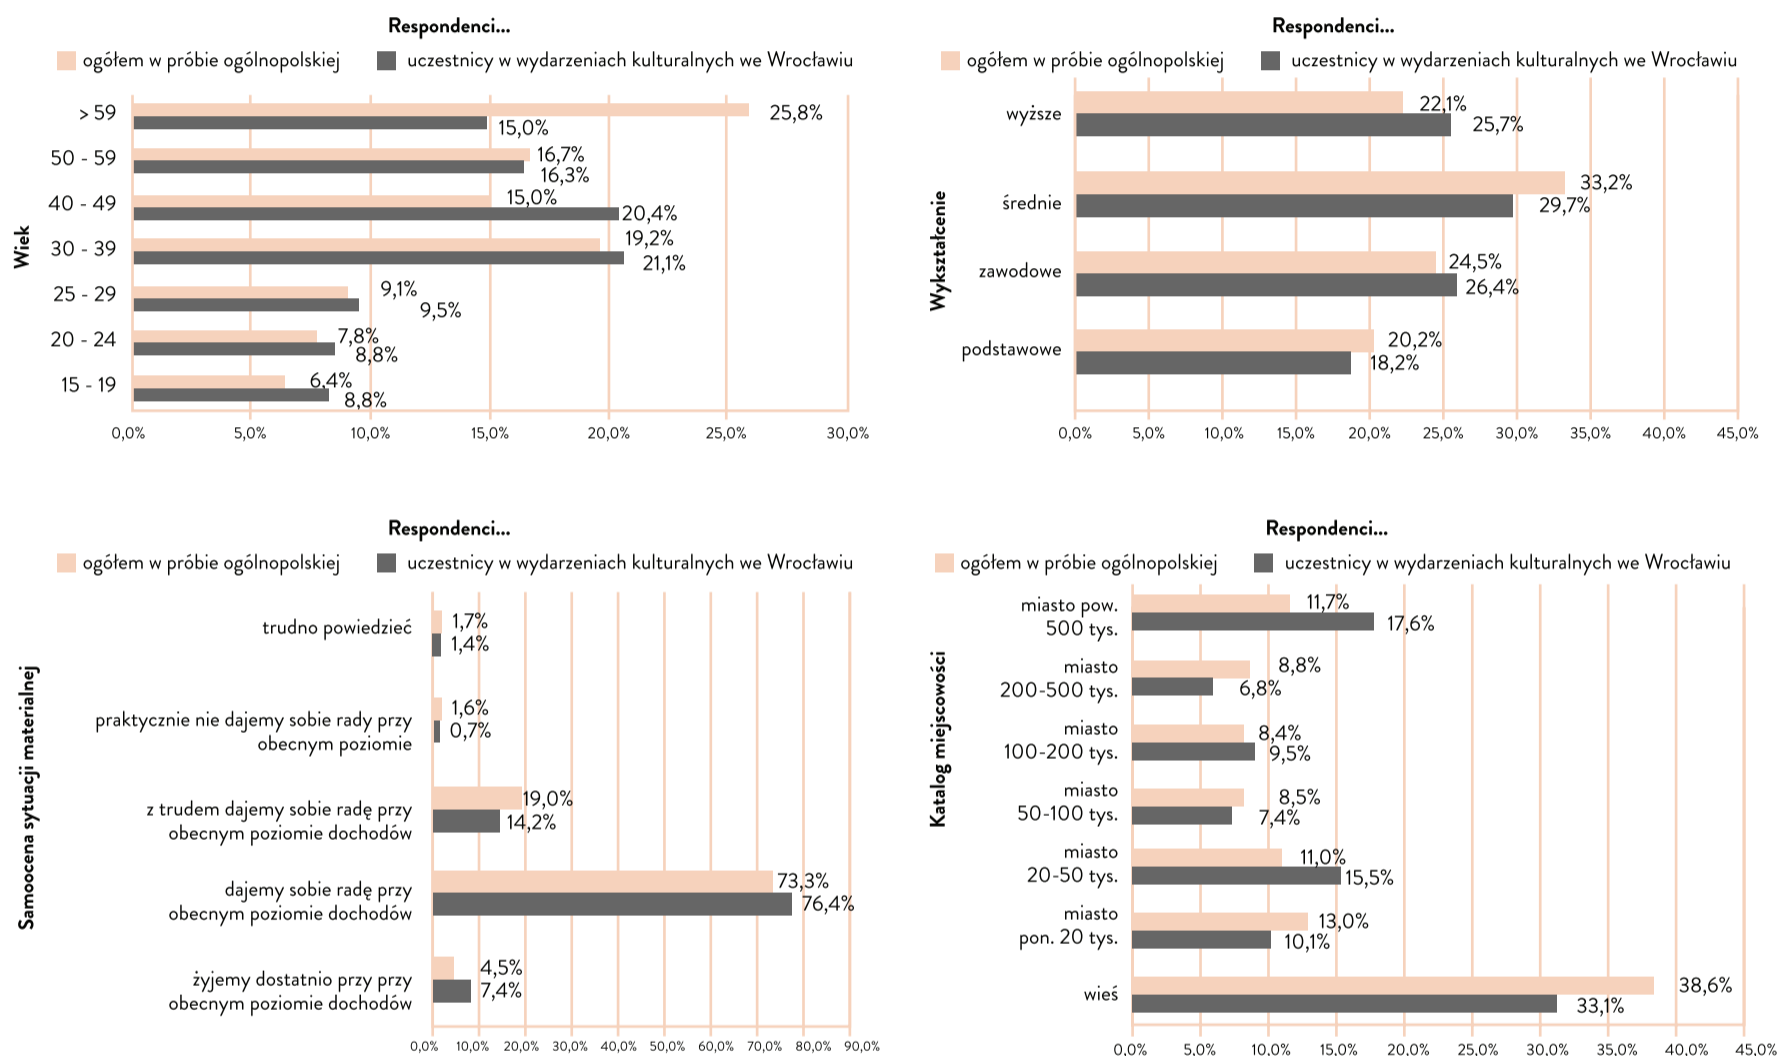 Respondenci...
ogółem w próbie ogólnopolskiej uczestnicy w wydarzeniach kulturalnych we Wrocławiu
Wiek
> 59 25,8%
15,0%
50 - 59 16,7%
16,3%
40 - 49 15,0%
20,4%
30 - 39 19,2%
21,1%
25 - 29 9,1%
9,5%
20 - 24 7,8%
8,8%
15 - 19 6,4%
8,8%
0,0% 5,0% 10,0% 15,0% 20,0% 25,0% 30,0%
Respondenci...
ogółem w próbie ogólnopolskiej uczestnicy w wydarzeniach kulturalnych we Wrocławiu
Wykształcenie
wyższe 22,1%
25,7%
średnie 33,2%
29,7%
zawodowe 24,5%
26,4%
podstawowe 20,2%
18,2%
0,0% 5,0% 10,0% 15,0% 20,0% 25,0% 30,0% 35,0% 40,0% 45,0%
Respondenci...
ogółem w próbie ogólnopolskiej uczestnicy w wydarzeniach kulturalnych we Wrocławiu
Samoocena sytuacji materialnej
trudno powiedzieć 1,7%
1,4%
praktycznie nie dajemy sobie rady przy 1,6%
obecnym poziomie 0,7%
z trudem dajemy sobie radę przy 19,0%
obecnym poziomie dochodów 14,2%
dajemy sobie radę przy 73,3%
obecnym poziomie dochodów 76,4%
żyjemy dostatnio przy przy 4,5%
obecnym poziomie dochodów 7,4%
0,0% 10,0% 20,0% 30,0% 40,0% 50,0% 60,0% 70,0% 80,0% 90,0%
Respondenci...
ogółem w próbie ogólnopolskiej uczestnicy w wydarzeniach kulturalnych we Wrocławiu
Katalog miejscowości
miasto pow. 11,7%
500 tys. 17,6%
miasto 8,8%
200-500 tys. 6,8%
miasto 8,4%
100-200 tys. 9,5%
miasto 8,5%
50-100 tys. 7,4%
miasto 11,0%
20-50 tys. 15,5%
miasto 13,0%
pon. 20 tys. 10,1%
wieś 38,6%
33,1%
0,0% 5,0% 10,0% 15,0% 20,0% 25,0% 30,0% 35,0% 40,0% 45,0%